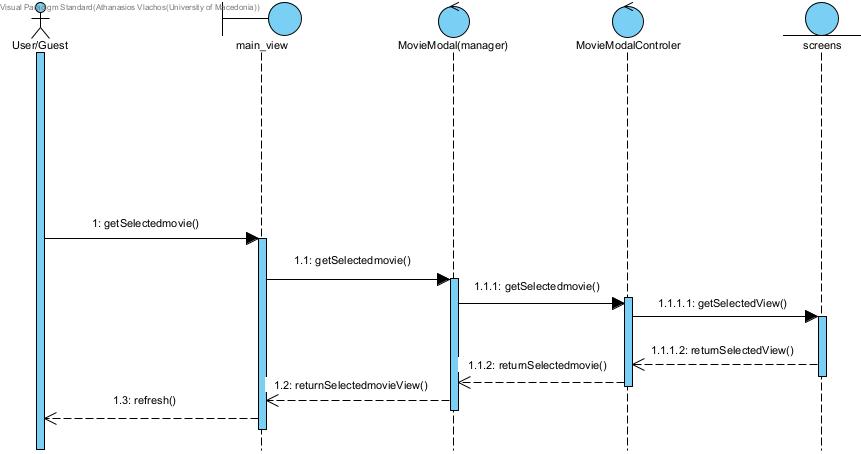 Visual Paradigm Standard(Athanasios Vlachos(University of Macedonia))
User/Guest
main_view
MovieModal(manager)
MovieModalControler
screens
1: getSelectedmovie()
1.1: getSelectedmovie()
1.1.1: getSelectedmovie()
1.1.1.1: getSelectedView()
1.1.1.2: returnSelectedView()
1.1.2: returnSelectedmovie()
1.2: returnSelectedmovieView()
1.3: refresh()